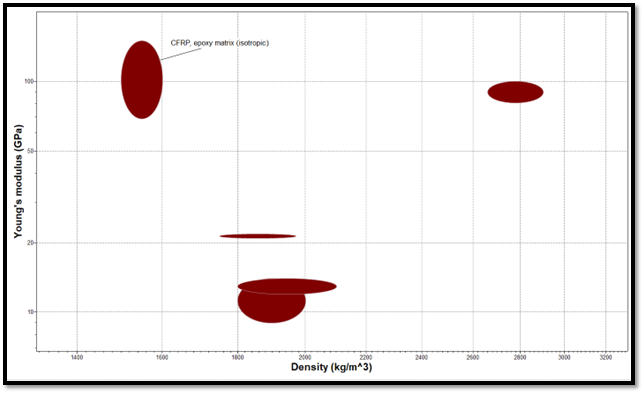 CFRP, epoxy matrix (isotropic)
100
50
20
10
Young's modulus (GPa)
1400 1600 1800 2000 2200 2400 2600 2800 3000 3200
Density (kg/m^3)